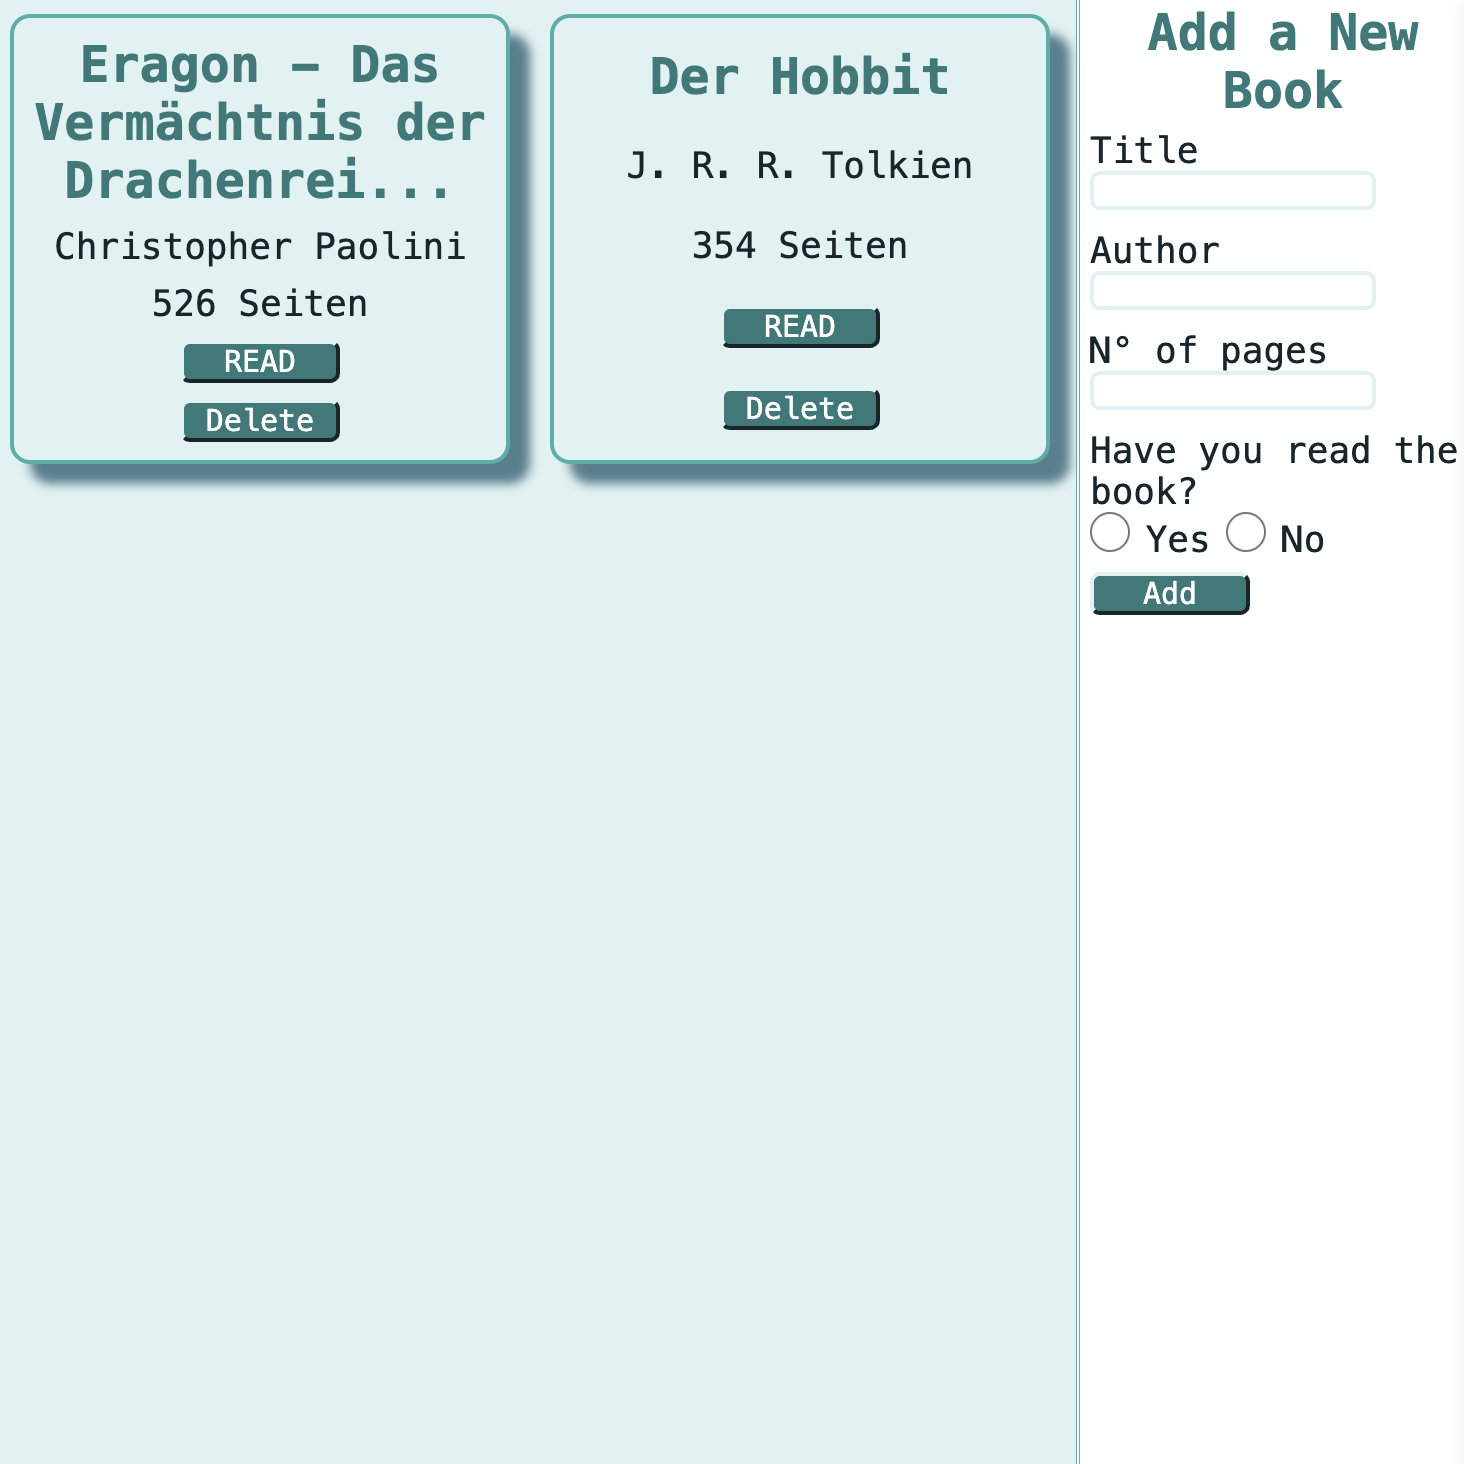 Eragon – Das
Vermächtnis der
Drachenrei...
Christopher Paolini
526 Seiten
READ
Delete
Der Hobbit
J. R. R. Tolkien
354 Seiten
READ
Delete
Add a New
Book
Title
Author
N° of pages
Have you read the
book?
Yes No
Add